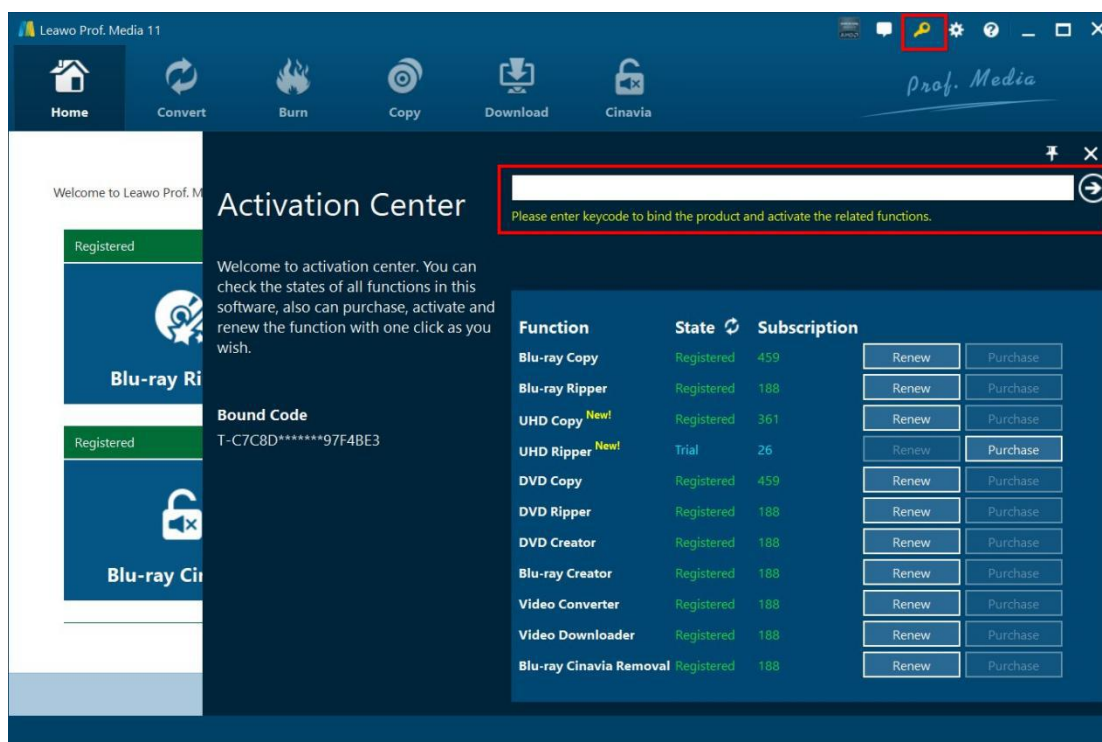 Leawo Prof. Media 11
Home Convert Burn Copy Download Cinavia
Prof. Media
Welcome to Leawo Prof. M
Activation Center
Please enter keycode to bind the product and activate the related functions.
Registered
Welcome to activation center. You can
check the states of all functions in this
software, also can purchase, activate and
renew the function with one click as you
wish.
Blu-ray Ri
Bound Code
T-C7C8D*******97F4BE3
Registered
Blu-ray Cin
Function State Subscription
Blu-ray Copy Registered 459 Renew Purchase
Blu-ray Ripper Registered 188 Renew Purchase
UHD Copy New! Registered 361 Renew Purchase
UHD Ripper New! Trial 26 Renew Purchase
DVD Copy Registered 459 Renew Purchase
DVD Ripper Registered 188 Renew Purchase
DVD Creator Registered 188 Renew Purchase
Blu-ray Creator Registered 188 Renew Purchase
Video Converter Registered 188 Renew Purchase
Video Downloader Registered 188 Renew Purchase
Blu-ray Cinavia Removal Registered 188 Renew Purchase